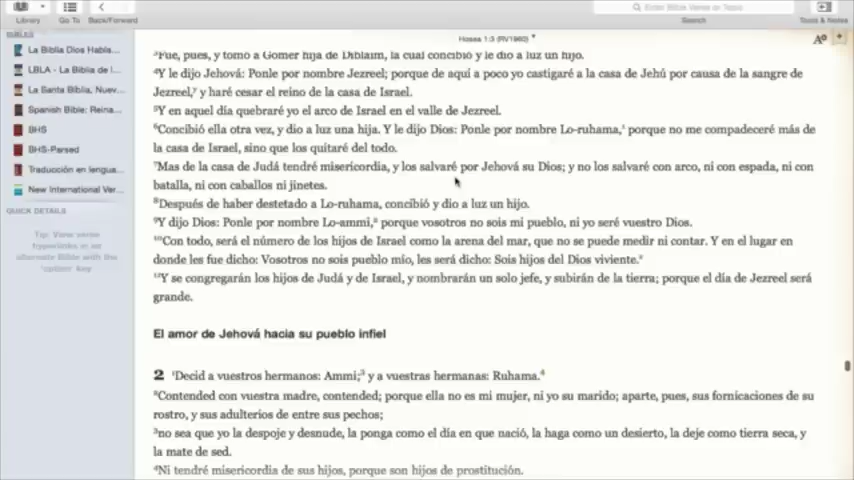 Library
Go To
Back/Forward
Enter Bible Verse or Topic
Search
Tools & Notes
Hosea 1:3 (RV1960)
BIBLES
La Biblia Dios Habla...
LBLA - La Biblia de l...
La Santa Biblia, Nuev...
Spanish Bible: Reina...
BHS
BHS-Parsed
Traducción en lengua...
New International Ver...
QUICK DETAILS
Tip: View verse
hyperlinks in an
alternate Bible with the
'option' key
³Fue, pues, y tomó a Gomer hija de Diblaim, la cual concibió y le dio a luz un hijo.
⁴Y le dijo Jehová: Ponle por nombre Jezreel; porque de aquí a poco yo castigaré a la casa de Jehú por causa de la sangre de
Jezreel, y haré cesar el reino de la casa de Israel.
⁵Y en aquel día quebraré yo el arco de Israel en el valle de Jezreel.
⁶Concibió ella otra vez, y dio a luz una hija. Y le dijo Dios: Ponle por nombre Lo-ruhama,¹ porque no me compadeceré más de
la casa de Israel, sino que los quitaré del todo.
⁷Mas de la casa de Judá tendré misericordia, y los salvaré por Jehová su Dios; y no los salvaré con arco, ni con espada, ni con
batalla, ni con caballos ni jinetes.
⁸Después de haber destetado a Lo-ruhama, concibió y dio a luz un hijo.
⁹Y dijo Dios: Ponle por nombre Lo-ammi,² porque vosotros no sois mi pueblo, ni yo seré vuestro Dios.
¹⁰Con todo, será el número de los hijos de Israel como la arena del mar, que no se puede medir ni contar. Y en el lugar en
donde les fue dicho: Vosotros no sois pueblo mío, les será dicho: Sois hijos del Dios viviente.
¹¹Y se congregarán los hijos de Judá y de Israel, y nombrarán un solo jefe, y subirán de la tierra; porque el día de Jezreel será
grande.
El amor de Jehová hacia su pueblo infiel
2 ¹Decid a vuestros hermanos: Ammi;³ y a vuestras hermanas: Ruhama.⁴
²Contended con vuestra madre, contended; porque ella no es mi mujer, ni yo su marido; aparte, pues, sus fornicaciones de su
rostro, y sus adulterios de entre sus pechos;
³no sea que yo la despoje y desnude, la ponga como el día en que nació, la haga como un desierto, la deje como tierra seca, y
la mate de sed.
⁴Ni tendré misericordia de sus hijos, porque son hijos de prostitución.